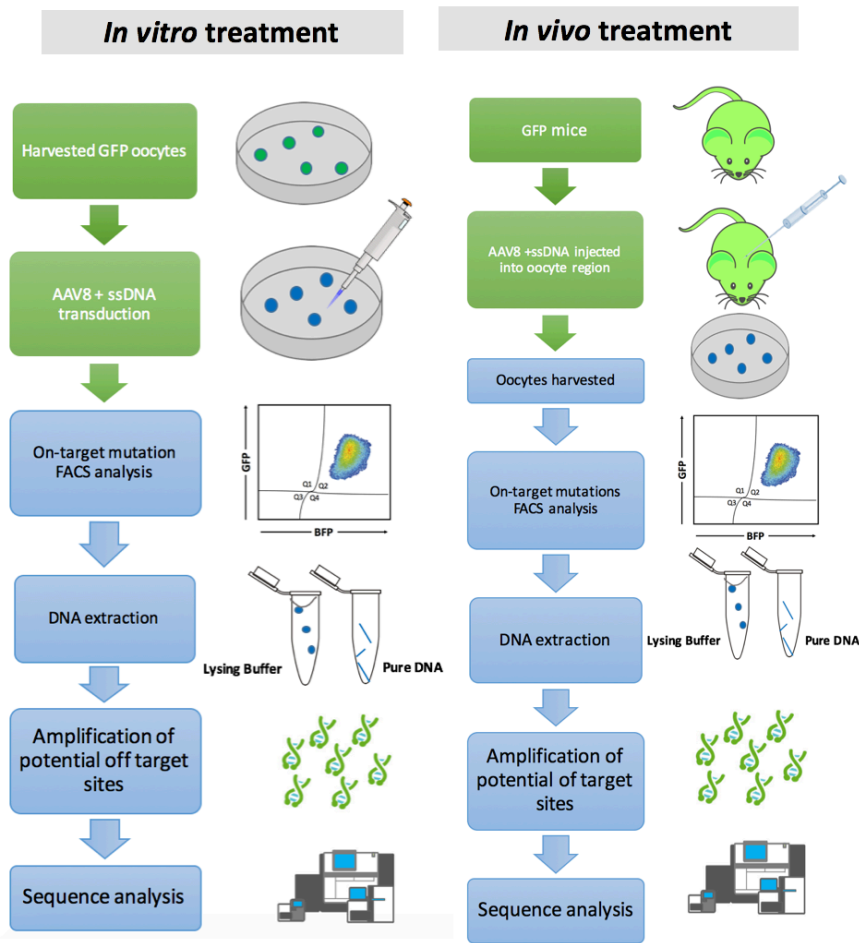 In vitro treatment
Harvested GFP oocytes
AAV8 + ssDNA
transduction
On-target mutation
FACS analysis
GFP
Q1
Q2
Q3
Q4
BFP
DNA extraction
Lysing Buffer
Pure DNA
Amplification of
potential off target
sites
Sequence analysis
In vivo treatment
GFP mice
AAV8 +ssDNA injected
into oocyte region
Oocytes harvested
On-target mutations
FACS analysis
GFP
Q1
Q2
Q3
Q4
BFP
DNA extraction
Lysing Buffer
Pure DNA
Amplification of
potential of target
sites
Sequence analysis